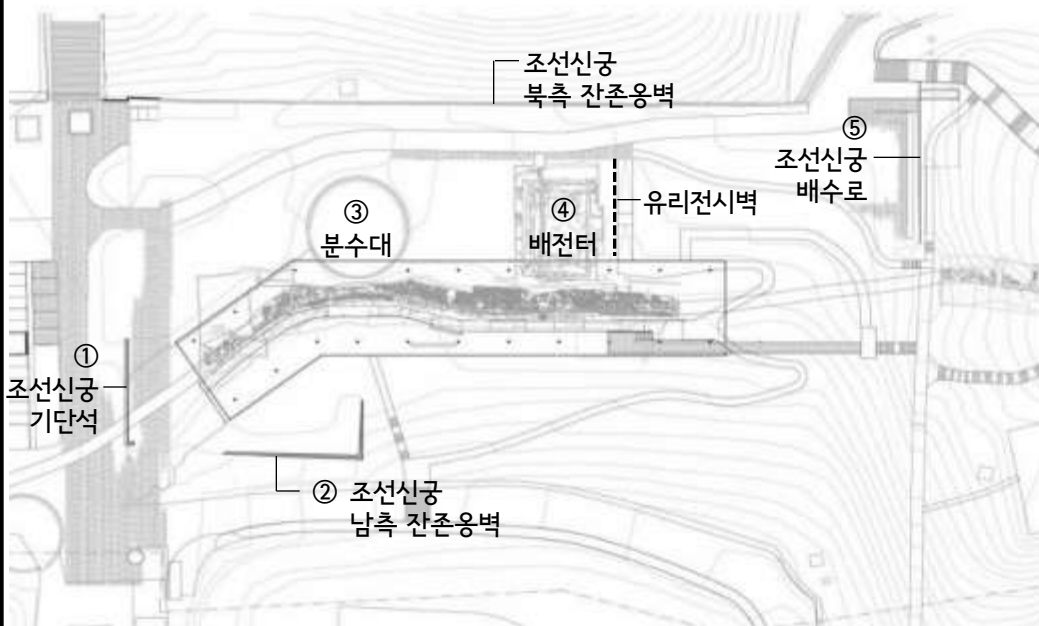 조선신궁
북측 잔존옹벽
⑤
조선신궁
배수로
③
분수대
④
배전터
유리전시벽
①
조선신궁
기단석
② 조선신궁
남측 잔존옹벽